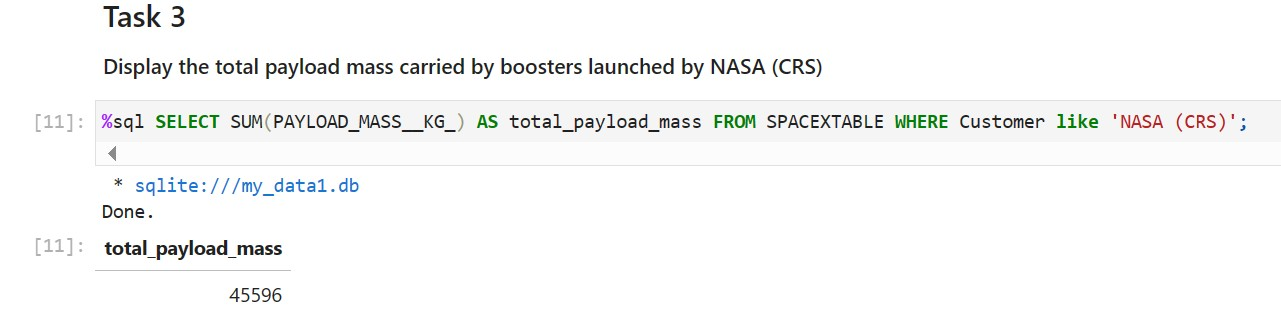 Task 3
Display the total payload mass carried by boosters launched by NASA (CRS)
[11]: %sql SELECT SUM(PAYLOAD_MASS__KG_) AS total_payload_mass FROM SPACEXTABLE WHERE Customer like 'NASA (CRS)';
* sqlite:///my_data1.db
Done.
[11]: total_payload_mass
45596